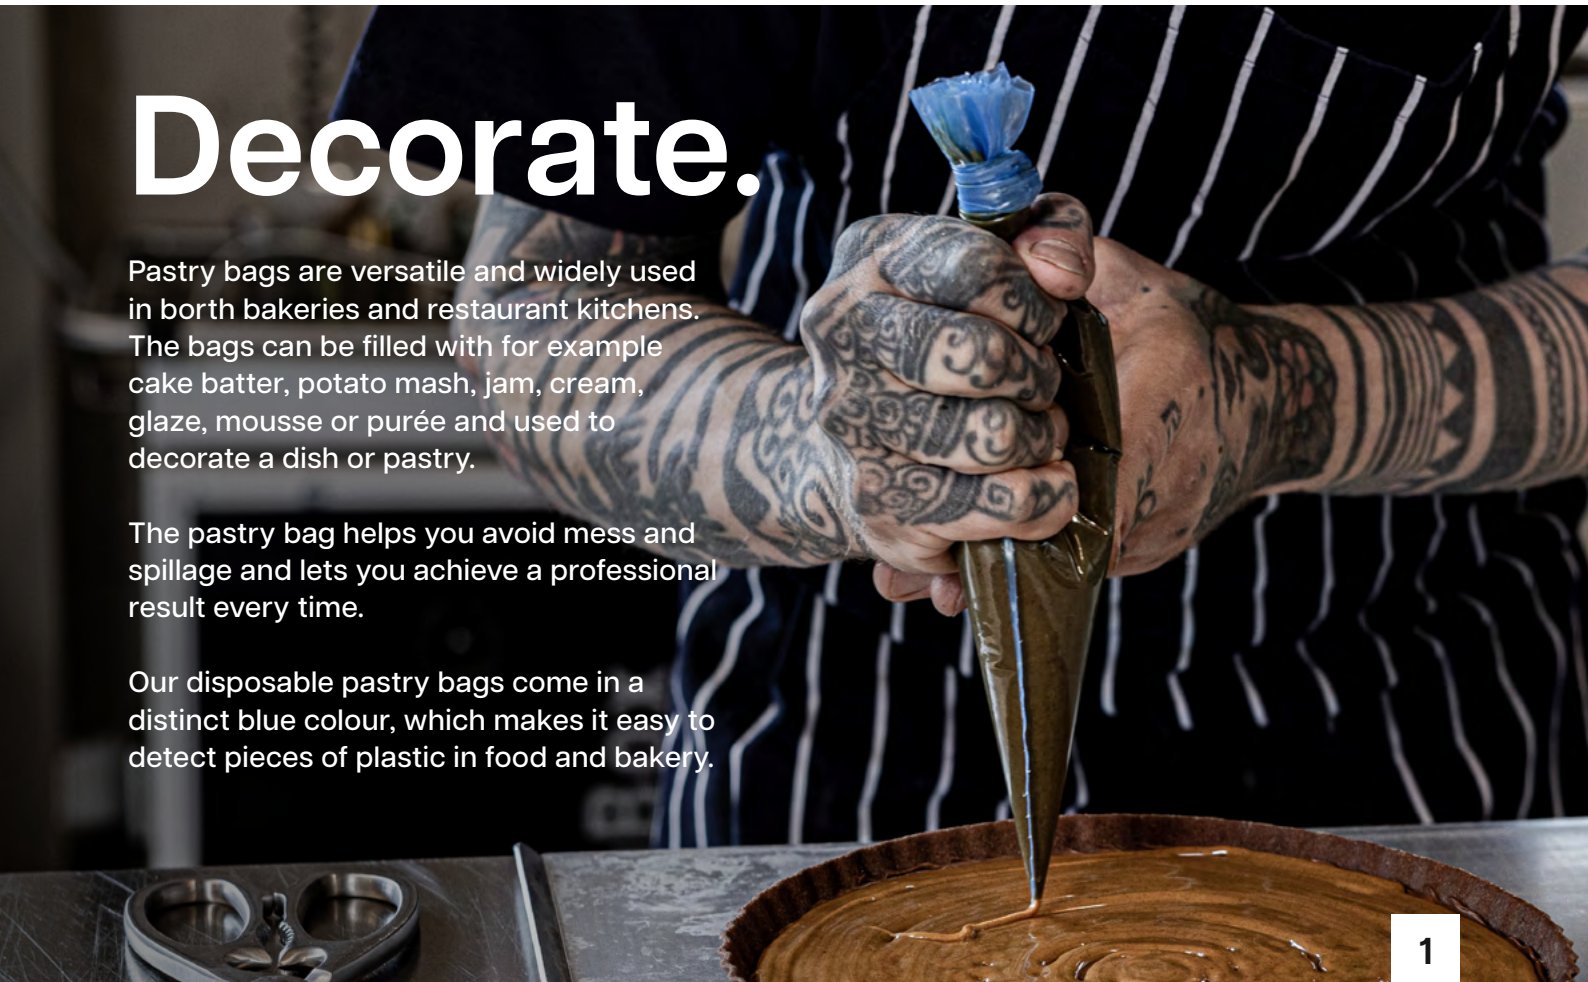 Decorate.
Pastry bags are versatile and widely used
in borth bakeries and restaurant kitchens.
The bags can be filled with for example
cake batter, potato mash, jam, cream,
glaze, mousse or purée and used to
decorate a dish or pastry.
The pastry bag helps you avoid mess and
spillage and lets you achieve a professional
result every time.
Our disposable pastry bags come in a
distinct blue colour, which makes it easy to
detect pieces of plastic in food and bakery.
1